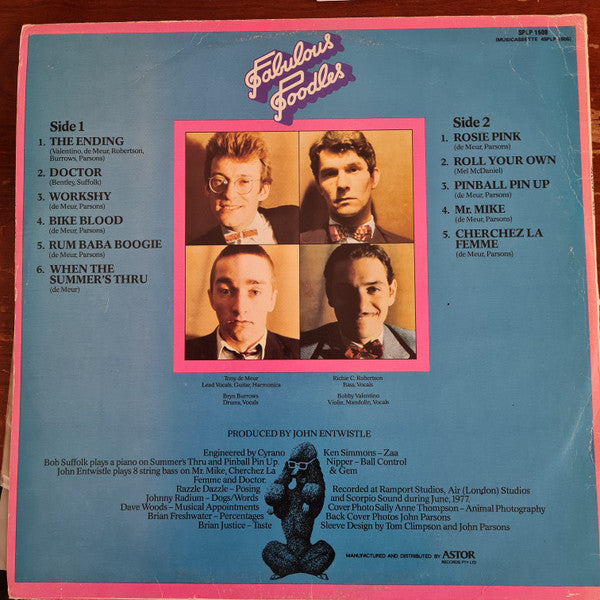 SPLP 1500
(MUSICASSETTE 4SPLP 1500)
Fabulous
Poodles
Side 1
1. THE ENDING
(Valentino, de Meur, Robertson,
Burrows, Parsons)
2. DOCTOR
(Bentley, Suffolk)
3. WORKSHY
(de Meur, Parsons)
4. BIKE BLOOD
(de Meur, Parsons)
5. RUM BABA BOOGIE
(de Meur, Parsons)
6. WHEN THE
SUMMER'S THRU
(de Meur)
Side 2
1. ROSIE PINK
(de Meur, Parsons)
2. ROLL YOUR OWN
(Mel McDaniel)
3. PINBALL PIN UP
(de Meur, Parsons)
4. Mr. MIKE
(de Meur, Parsons)
5. CHERCHEZ LA
FEMME
(de Meur, Parsons)
Tony de Meur
Lead Vocals, Guitar, Harmonica
Richie C. Robertson
Bass, Vocals
Bryn Burrows
Drums, Vocals
Bobby Valentino
Violin, Mandolin, Vocals
PRODUCED BY JOHN ENTWISTLE
Engineered by Cyrano
Bob Suffolk plays a piano on Summer's Thru and Pinball Pin Up.
John Entwistle plays 8 string bass on Mr. Mike, Cherchez La
Femme and Doctor.
Razzle Dazzle – Posing
Johnny Radium – Dogs/Words
Dave Woods – Musical Appointments
Brian Freshwater – Percentages
Brian Justice – Taste
Ken Simmons – Zaa
Nipper – Ball Control
& Gem
Recorded at Ramport Studios, Air (London) Studios
and Scorpio Sound during June, 1977.
Cover Photo Sally Anne Thompson – Animal Photography
Back Cover Photos John Parsons
Sleeve Design by Tom Climpson and John Parsons
MANUFACTURED AND DISTRIBUTED BY ASTOR
RECORDS PTY LTD